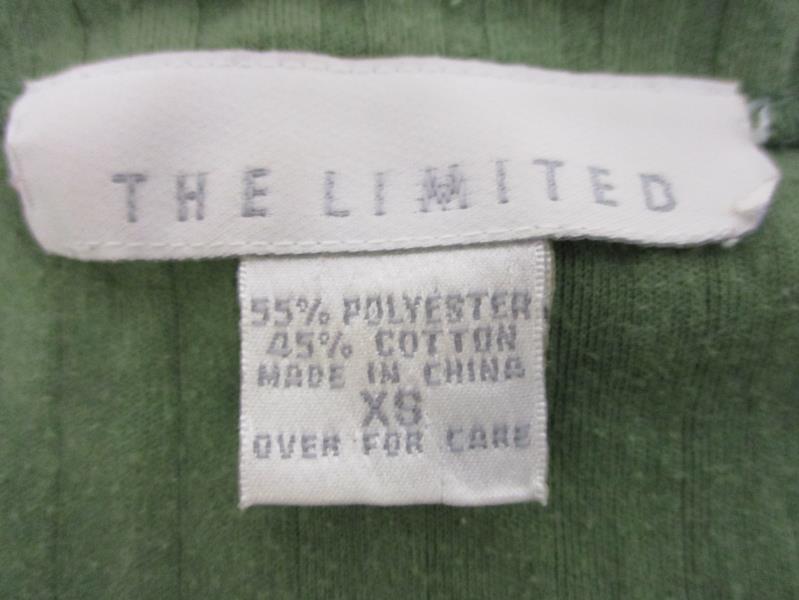 THE LIMITED
55% POLYESTER
45% COTTON
MADE IN CHINA
XS
OVER FOR CARE